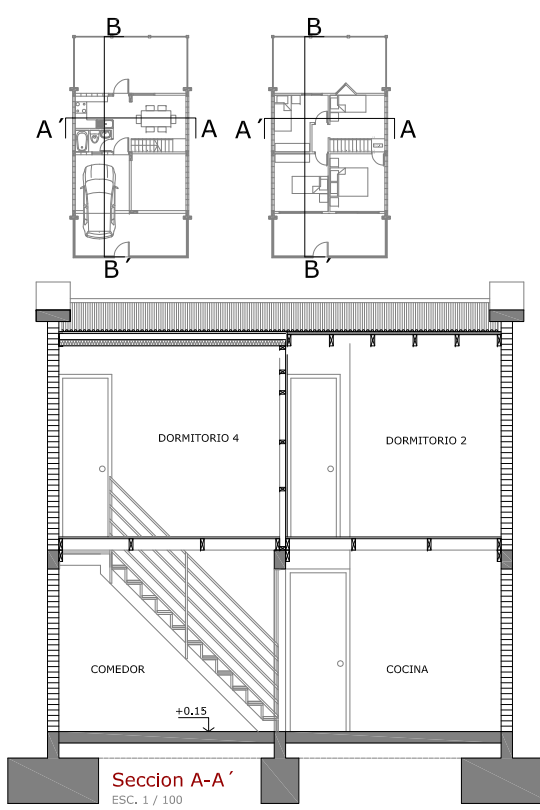 B B
A´ A A´ A
B´ B´
DORMITORIO 4
DORMITORIO 2
COMEDOR
COCINA
+0.15
Seccion A-A´
ESC. 1 / 100